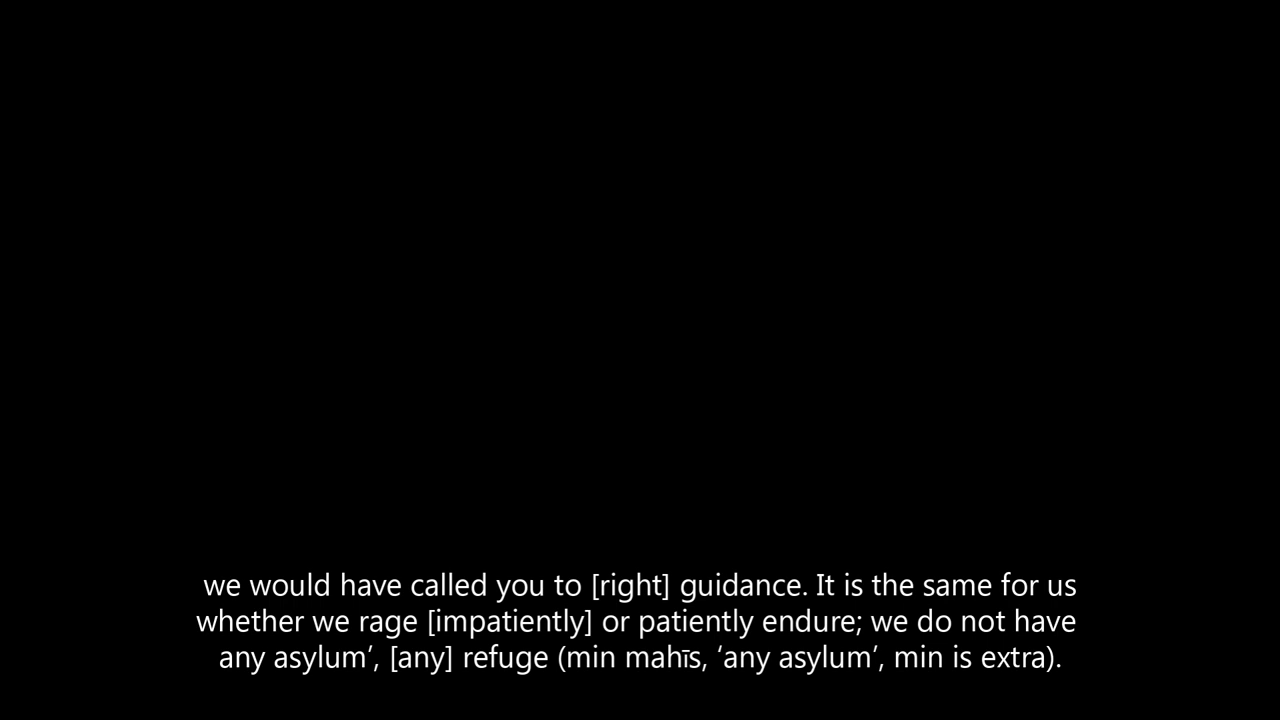 we would have called you to [right] guidance. It is the same for us
whether we rage [impatiently] or patiently endure; we do not have
any asylum’, [any] refuge (min mahīs, ‘any asylum’, min is extra).